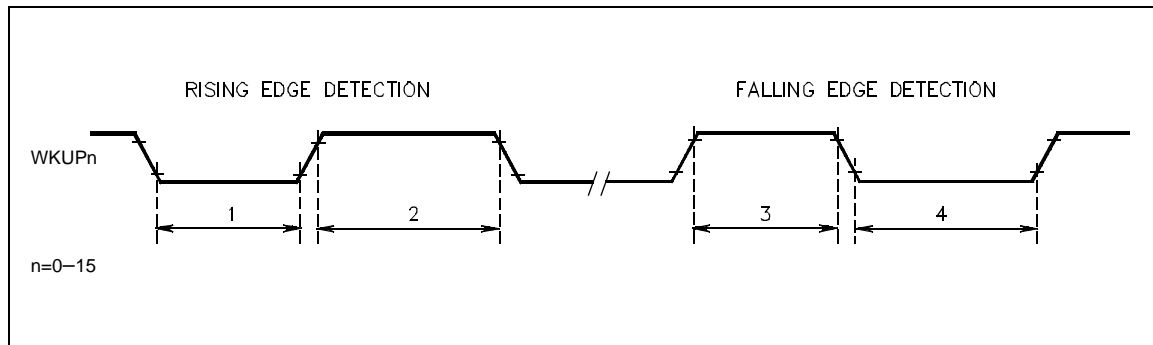 RISING EDGE DETECTION
FALLING EDGE DETECTION
WKUPn
1
2
3
4
n=0–15